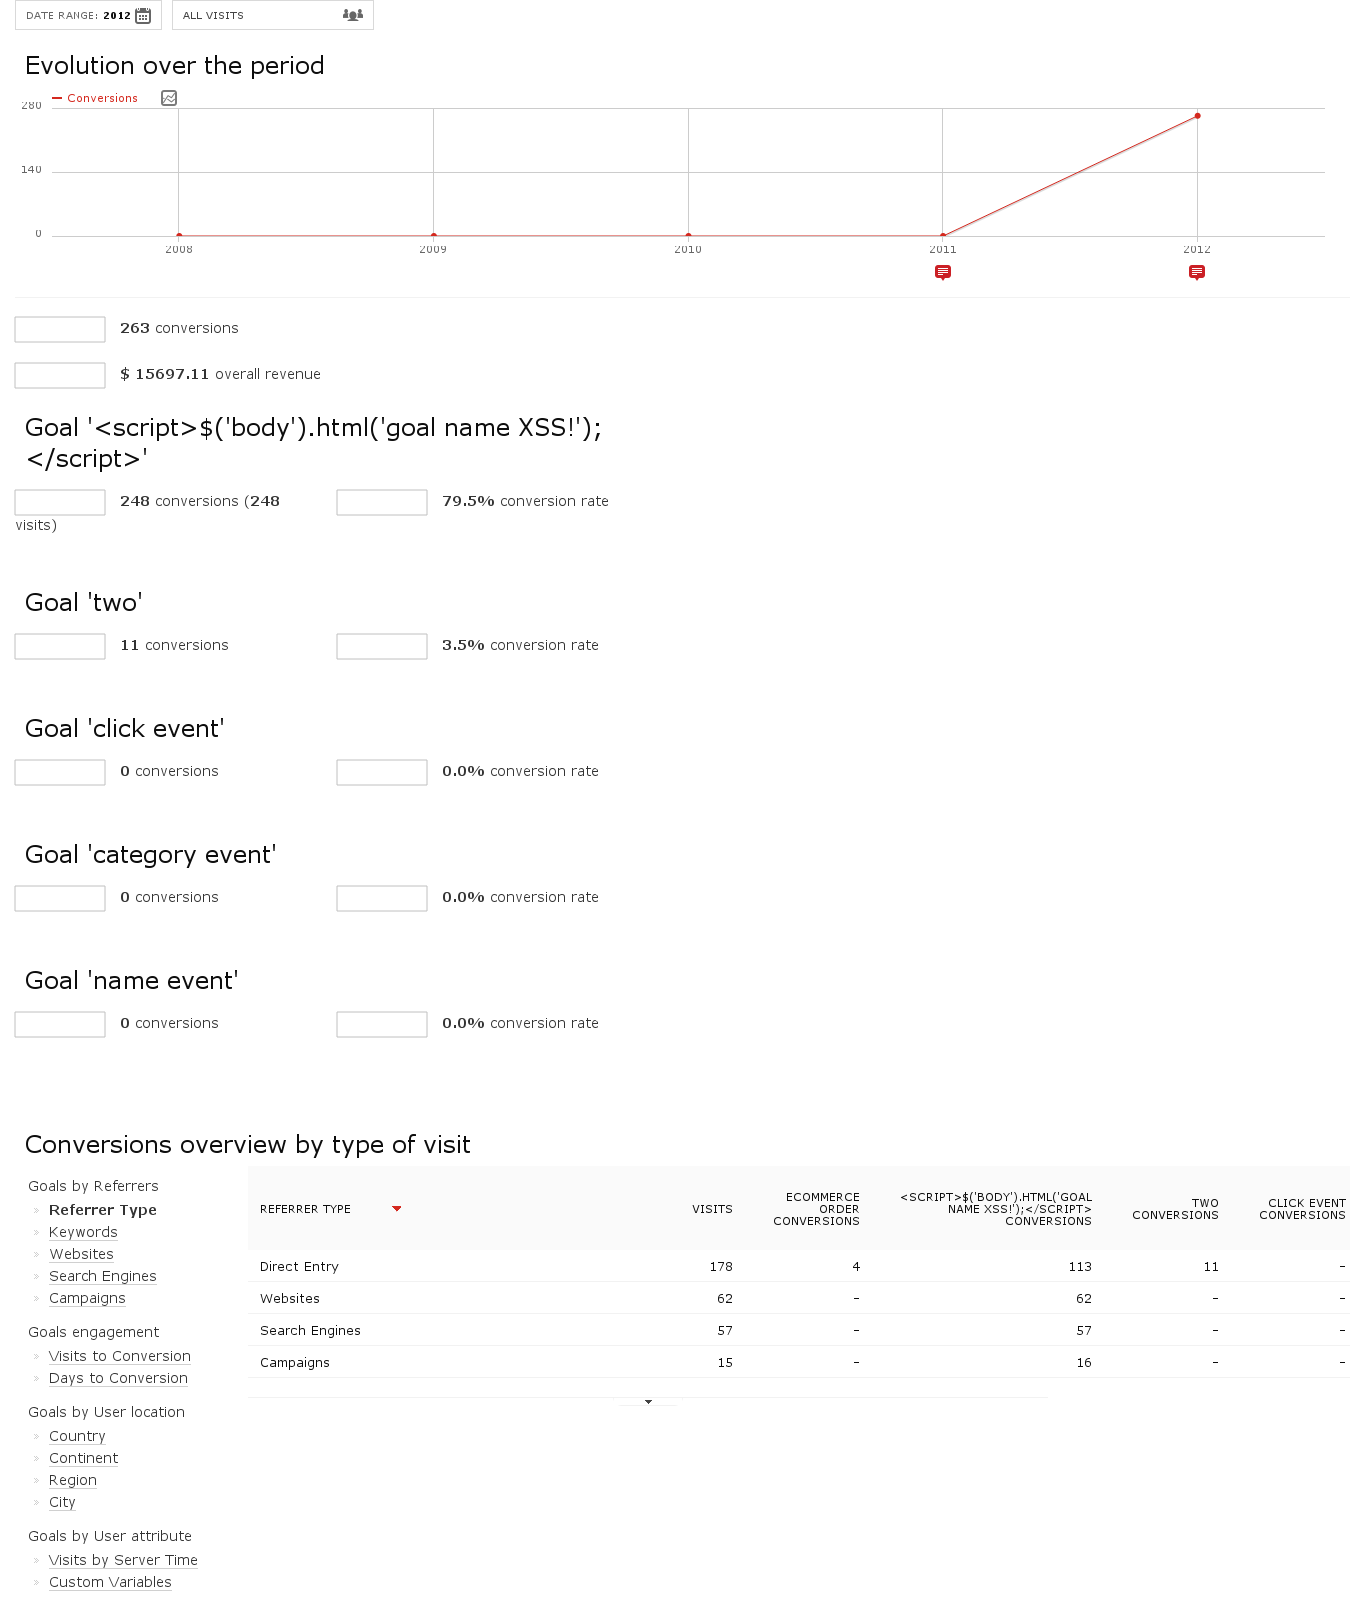 DATE RANGE: 2012
ALL VISITS
Evolution over the period
Conversions
280
140
0
2008 2009 2010 2011 2012
263 conversions
$ 15697.11 overall revenue
Goal '<script>$('body').html('goal name XSS!');
</script>'
248 conversions (248
visits)
79.5% conversion rate
Goal 'two'
11 conversions
3.5% conversion rate
Goal 'click event'
0 conversions
0.0% conversion rate
Goal 'category event'
0 conversions
0.0% conversion rate
Goal 'name event'
0 conversions
0.0% conversion rate
Conversions overview by type of visit
Goals by Referrers
» Referrer Type
» Keywords
» Websites
» Search Engines
» Campaigns
Goals engagement
» Visits to Conversion
» Days to Conversion
Goals by User location
» Country
» Continent
» Region
» City
Goals by User attribute
» Visits by Server Time
» Custom Variables
REFERRER TYPE
VISITS
ECOMMERCE
ORDER
CONVERSIONS
<SCRIPT>$('BODY').HTML('GOAL
NAME XSS!');</SCRIPT>
CONVERSIONS
TWO
CONVERSIONS
CLICK EVENT
CONVERSIONS
Direct Entry 178 4 113 11 -
Websites 62 - 62 - -
Search Engines 57 - 57 - -
Campaigns 15 - 16 - -